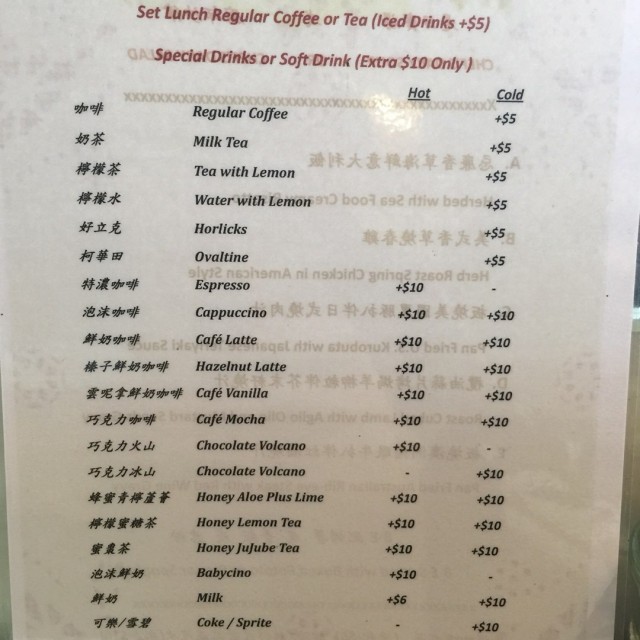 Set Lunch Regular Coffee or Tea (Iced Drinks +$5)
Special Drinks or Soft Drink (Extra $10 Only )
Hot Cold
咖啡 Regular Coffee +$5
奶茶 Milk Tea +$5
檸檬茶 Tea with Lemon +$5
檸檬水 Water with Lemon +$5
好立克 Horlicks +$5
柯華田 Ovaltine +$5
特濃咖啡 Espresso +$10 -
泡沫咖啡 Cappuccino +$10 +$10
鮮奶咖啡 Café Latte +$10 +$10
榛子鮮奶咖啡 Hazelnut Latte +$10 +$10
雲呢拿鮮奶咖啡 Café Vanilla +$10 +$10
巧克力咖啡 Café Mocha +$10 +$10
巧克力火山 Chocolate Volcano +$10 -
巧克力冰山 Chocolate Volcano - +$10
蜂蜜青檸蘆薈 Honey Aloe Plus Lime +$10 +$10
檸檬蜜糖茶 Honey Lemon Tea +$10 +$10
蜜棗茶 Honey JuJube Tea +$10 +$10
泡沫鮮奶 Babycino +$10 -
鮮奶 Milk +$6 +$10
可樂/雪碧 Coke / Sprite - +$10